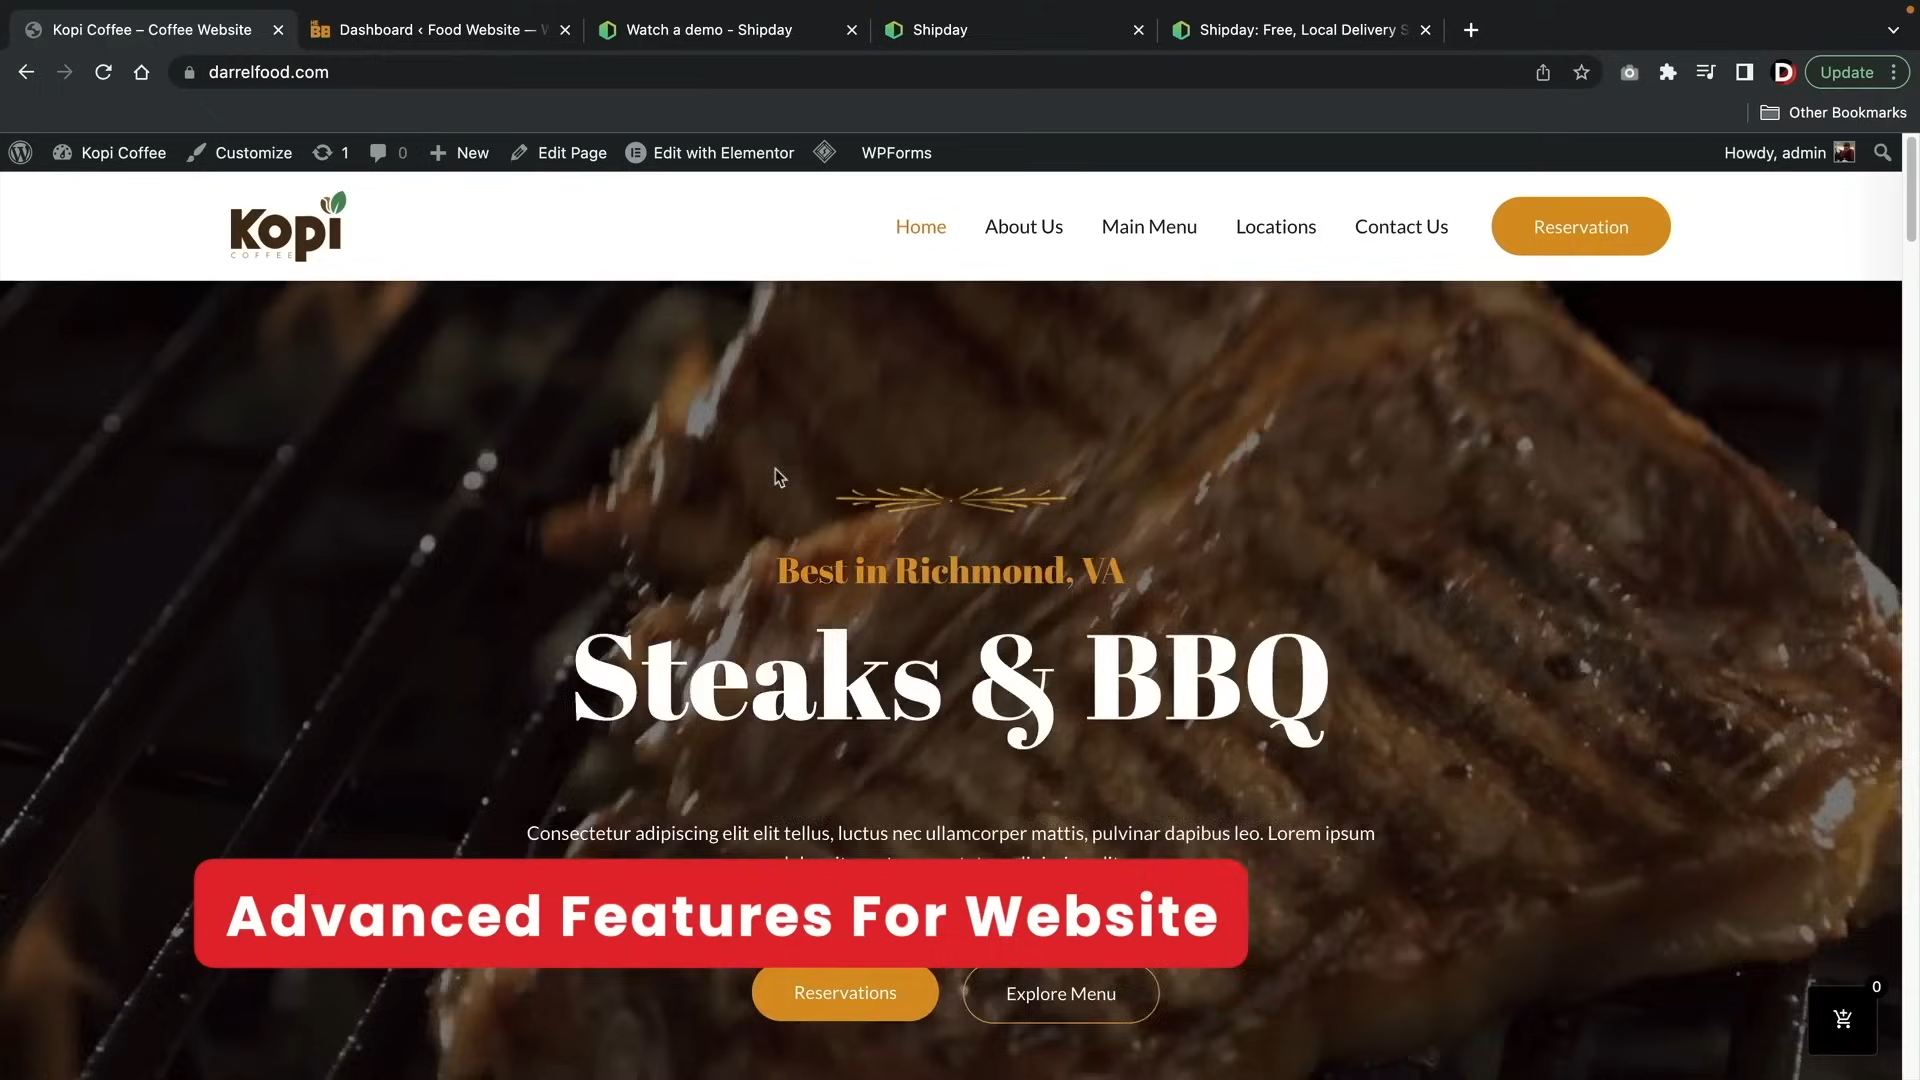 Kopi Coffee – Coffee Website
Dashboard ‹ Food Website —
Watch a demo - Shipday
Shipday
Shipday: Free, Local Delivery
darrelfood.com
Update
Other Bookmarks
Kopi Coffee
Customize
1
0
New
Edit Page
Edit with Elementor
WPForms
Howdy, admin
Kopi
COFFEE
Home
About Us
Main Menu
Locations
Contact Us
Reservation
Best in Richmond, VA
Steaks & BBQ
Consectetur adipiscing elit elit tellus, luctus nec ullamcorper mattis, pulvinar dapibus leo. Lorem ipsum
Advanced Features For Website
Reservations
Explore Menu
0